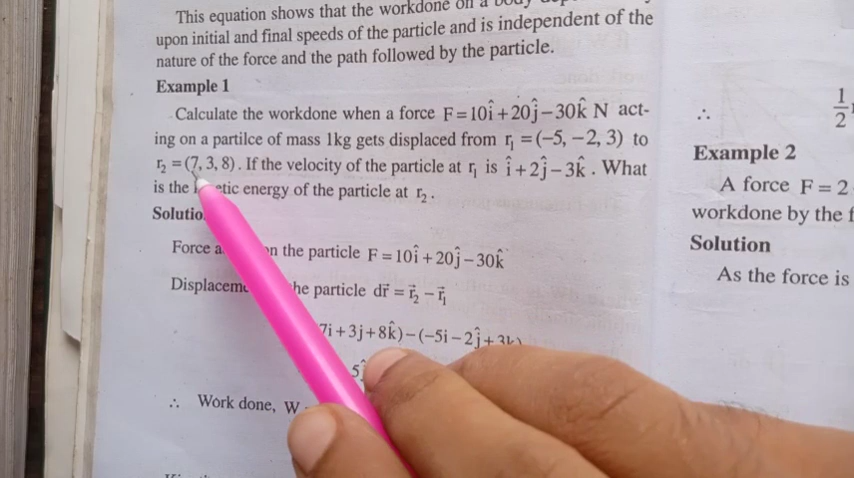 This equation shows that the workdone on a body
upon initial and final speeds of the particle and is independent of the
nature of the force and the path followed by the particle.
Example 1
Calculate the workdone when a force F=10î+20ĵ−30k̂ N act-
ing on a partilce of mass 1kg gets displaced from r₁ =(−5, −2, 3) to
r₂ =(7, 3, 8). If the velocity of the particle at r₁ is î+2ĵ−3k̂. What
is the etic energy of the particle at r₂.
Solutio
Force a n the particle F=10î+20ĵ−30k̂
Displacem he particle dr⃗ = r⃗₂ − r⃗₁
7i+3j+8k̂)−(−5i−2ĵ+3k)
∴ Work done, W
∴ 1/2
Example 2
A force F=2
workdone by the f
Solution
As the force is